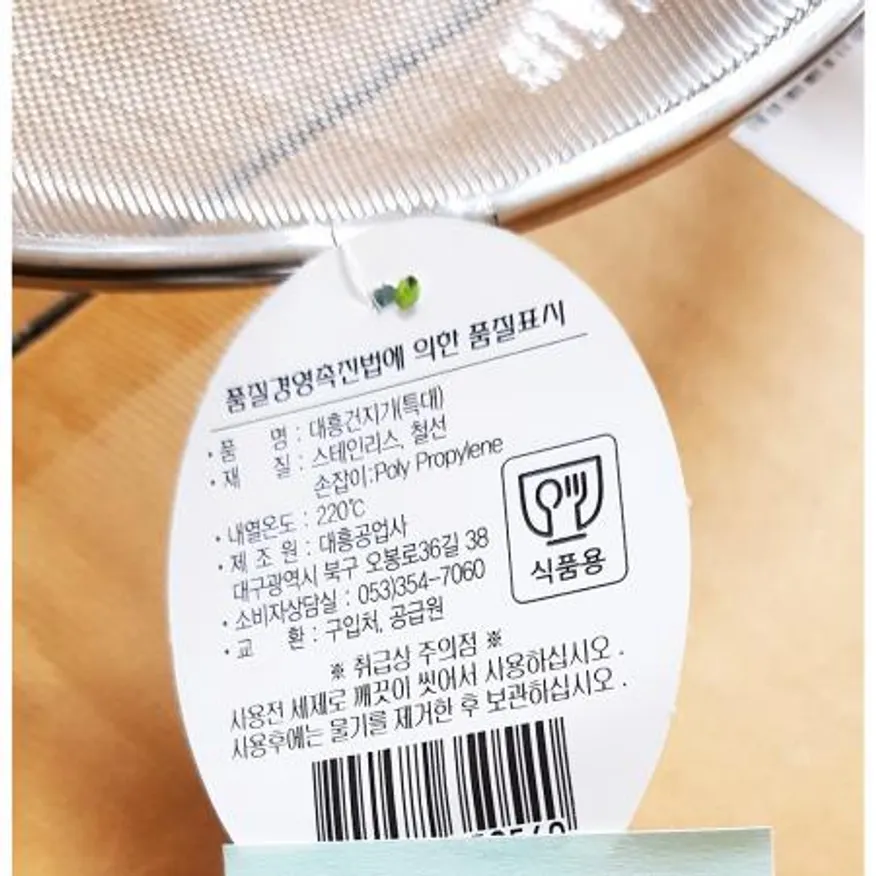 품질경영촉진법에 의한 품질표시
• 품 명 : 대흥건지기(특대)
• 재 질 : 스테인리스, 철선
손잡이:Poly Propylene
• 내열온도 : 220℃
• 제 조 원 : 대흥공업사
대구광역시 북구 오봉로36길 38
• 소비자상담실 : 053)354-7060
• 교 환 : 구입처, 공급원
식품용
※ 취급상 주의점 ※
사용전 세제로 깨끗이 씻어서 사용하십시오.
사용후에는 물기를 제거한 후 보관하십시오.